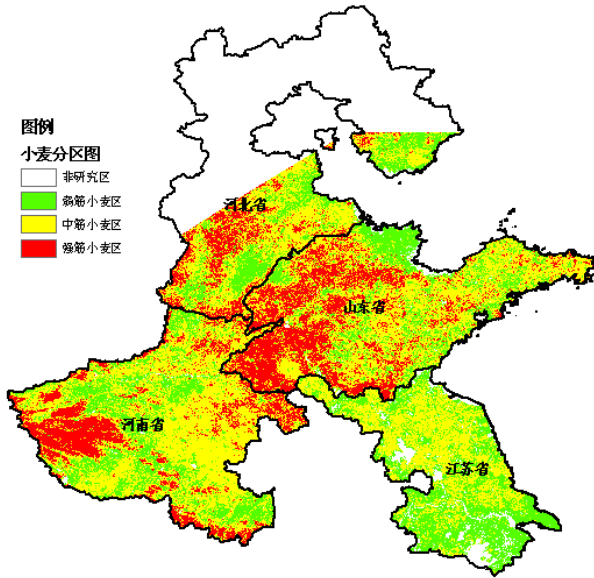 图例
小麦分区图
非研究区
弱筋小麦区
中筋小麦区
强筋小麦区
河北省
山东省
河南省
江苏省